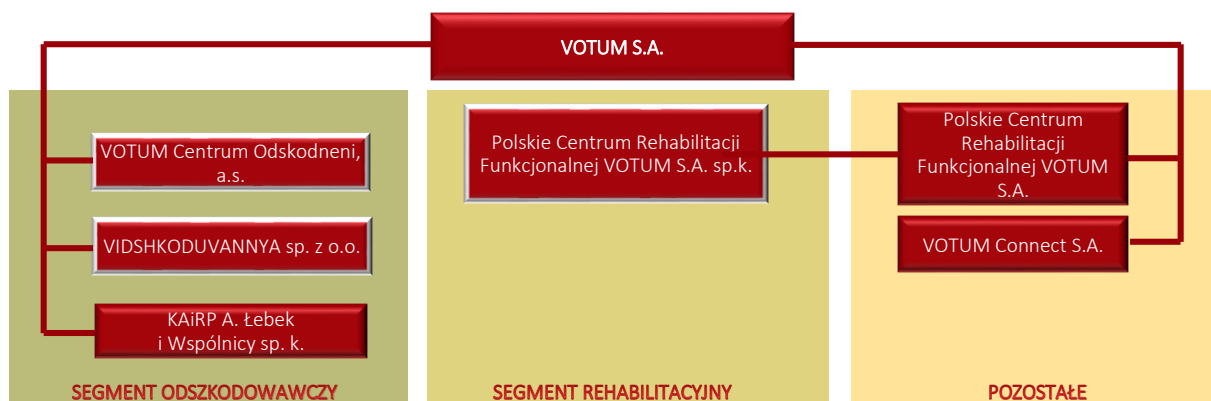 VOTUM S.A.
VOTUM Centrum Odskodneni,
a.s.
VIDSHKODUVANNYA sp. z o.o.
KAiRP A. Łebek
i Wspólnicy sp. k.
SEGMENT ODSZKODOWAWCZY
Polskie Centrum Rehabilitacji
Funkcjonalnej VOTUM S.A. sp.k.
SEGMENT REHABILITACYJNY
Polskie Centrum
Rehabilitacji
Funkcjonalnej VOTUM
S.A.
VOTUM Connect S.A.
POZOSTAŁE